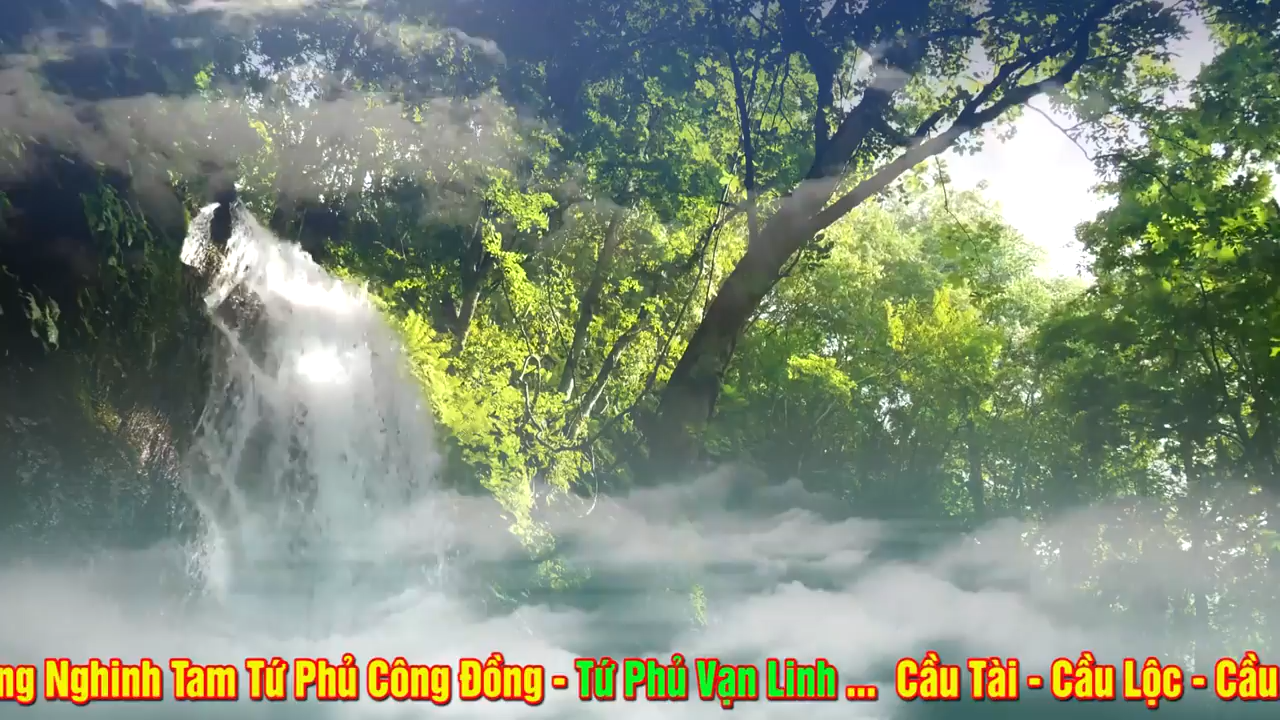 ng Nghinh Tam Tứ Phủ Công Đồng - Tứ Phủ Vạn Linh ... Cầu Tài - Cầu Lộc - Cầu